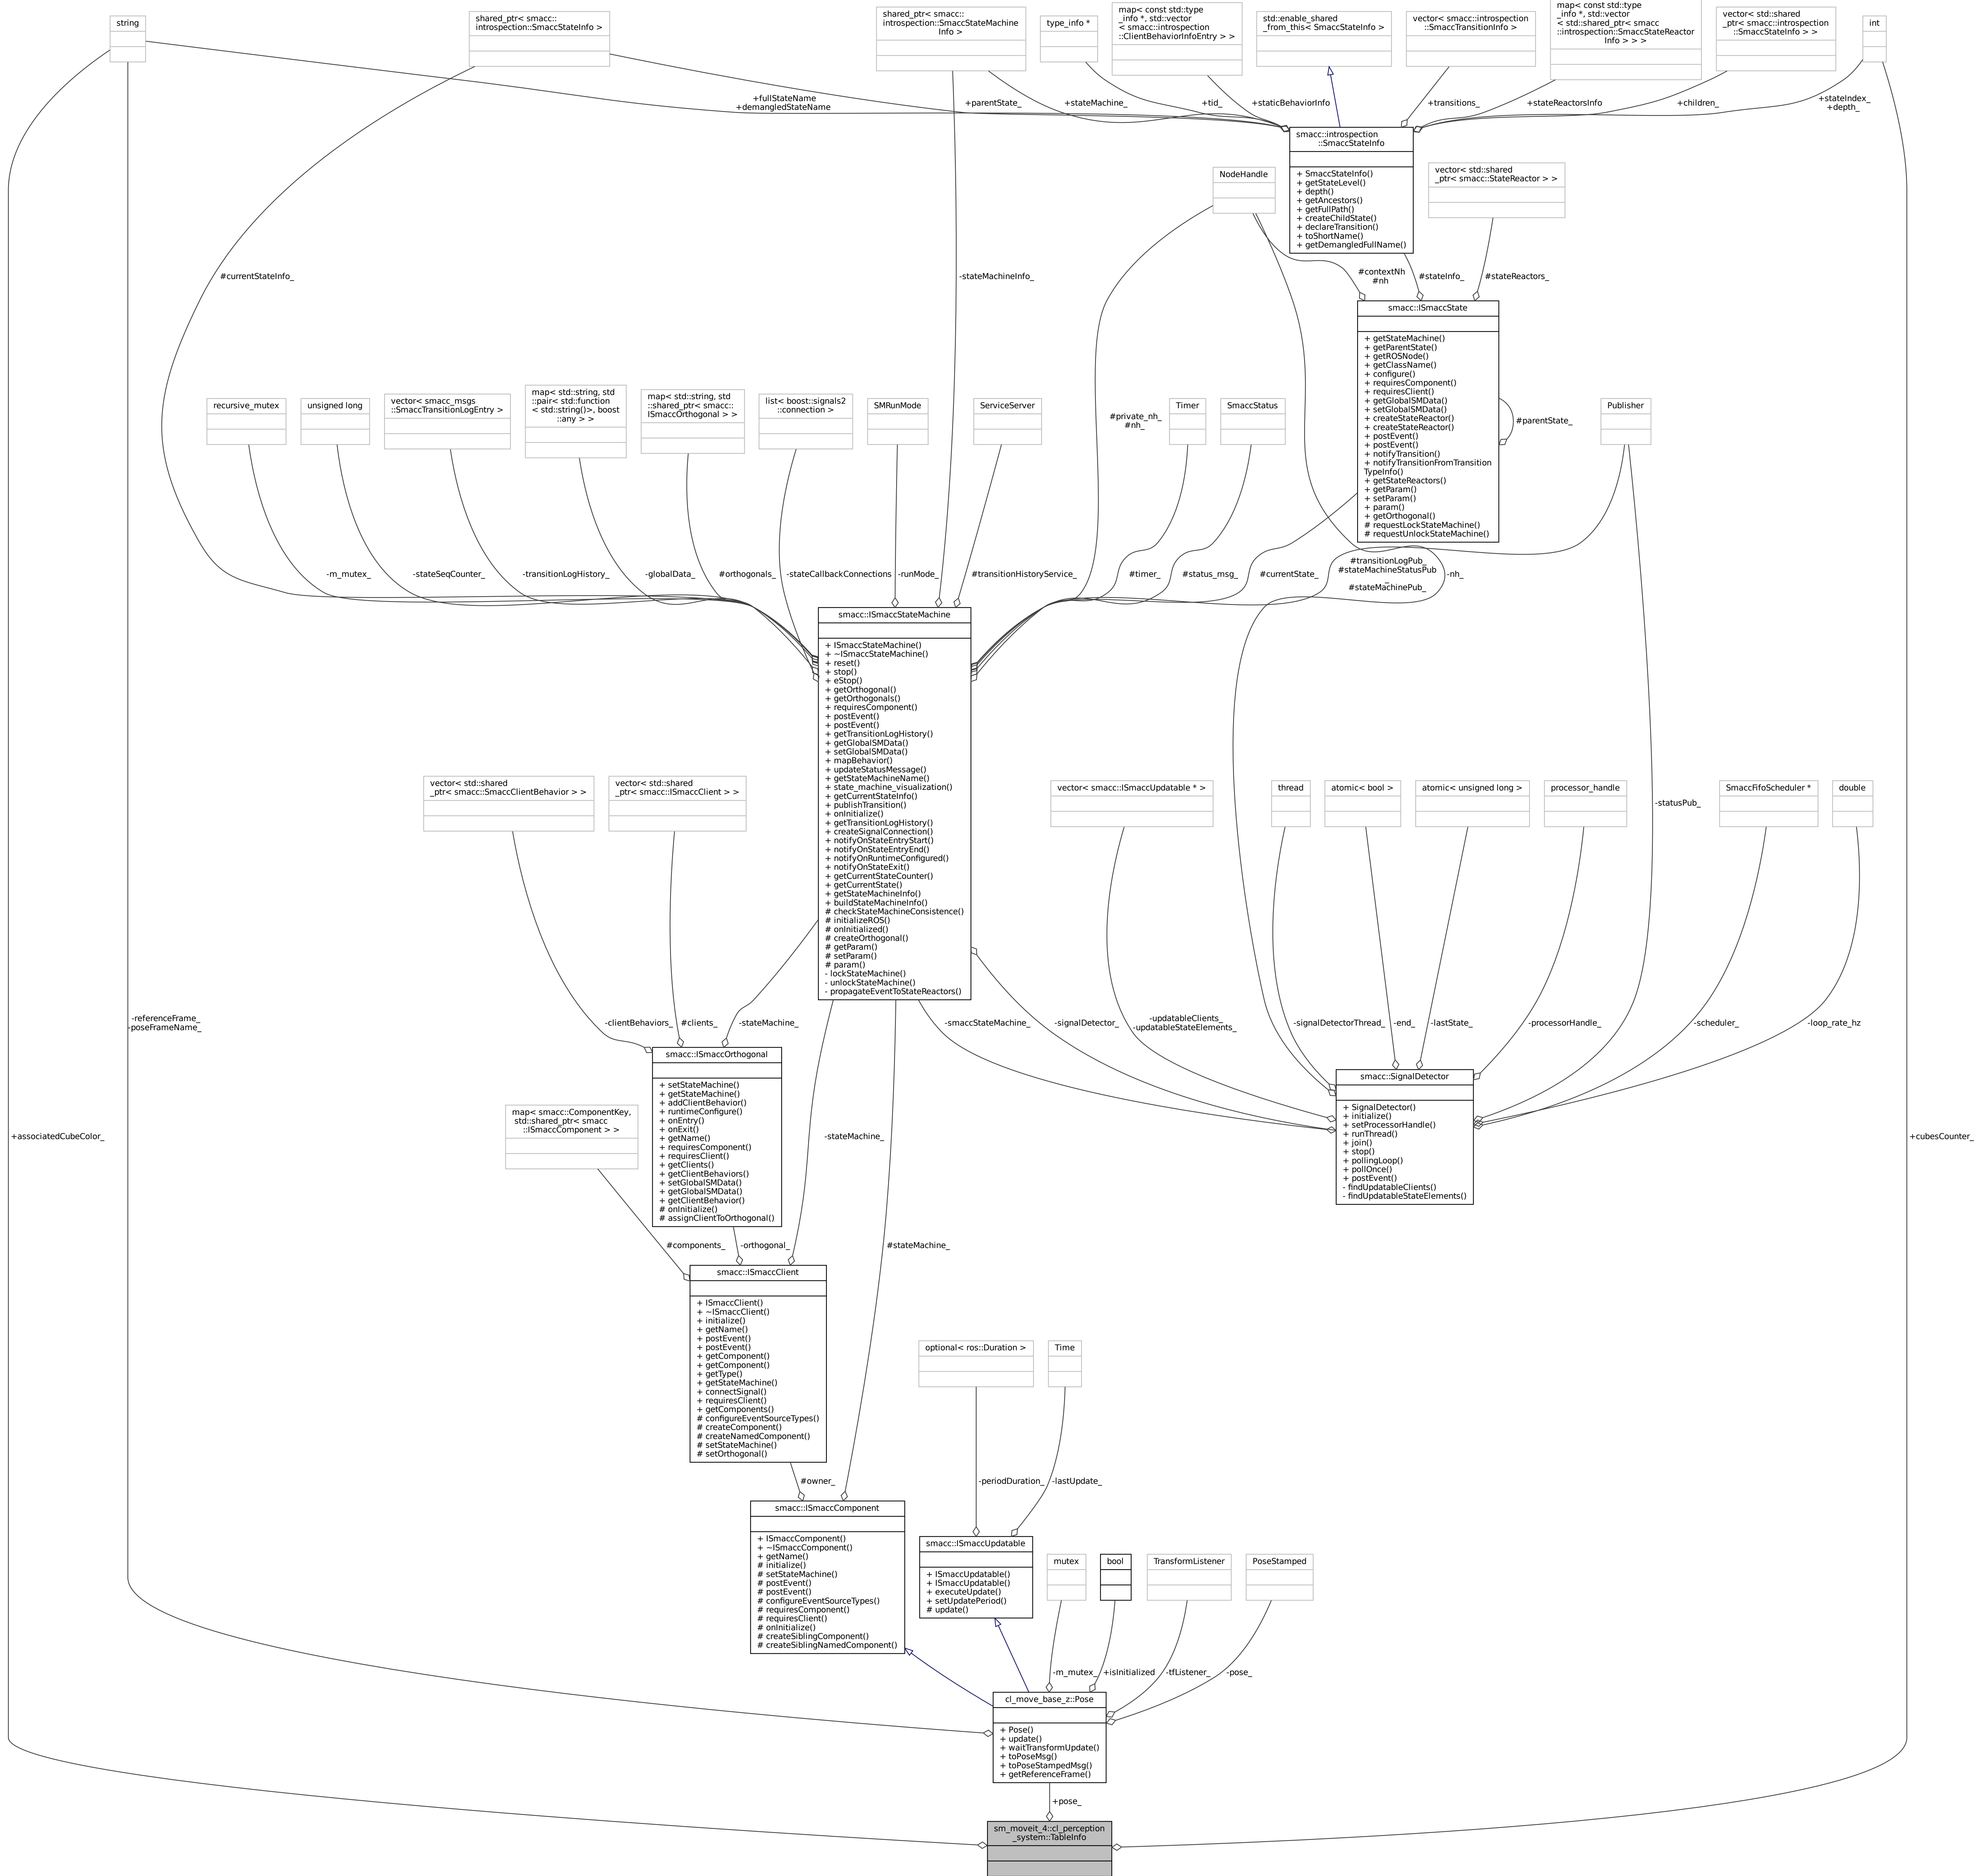 string
shared_ptr< smacc::
introspection::SmaccStateInfo >
shared_ptr< smacc::
introspection::SmaccStateMachine
Info >
type_info *
map< const std::type
_info *, std::vector
< smacc::introspection
::ClientBehaviorInfoEntry > >
std::enable_shared
_from_this< SmaccStateInfo >
vector< smacc::introspection
::SmaccTransitionInfo >
map< const std::type
_info *, std::vector
< std::shared_ptr< smacc
::introspection::SmaccStateReactor
Info > > >
vector< std::shared
_ptr< smacc::introspection
::SmaccStateInfo > >
int
+fullStateName
+demangledStateName
+parentState_
+stateMachine_
+tid_
+staticBehaviorInfo
+transitions_
+stateReactorsInfo
+children_
+stateIndex_
+depth_
smacc::introspection
::SmaccStateInfo
+ SmaccStateInfo()
+ getStateLevel()
+ depth()
+ getAncestors()
+ getFullPath()
+ createChildState()
+ declareTransition()
+ toShortName()
+ getDemangledFullName()
NodeHandle
vector< std::shared
_ptr< smacc::StateReactor > >
#currentStateInfo_
-stateMachineInfo_
#contextNh
#nh
#stateInfo_
#stateReactors_
smacc::ISmaccState
+ getStateMachine()
+ getParentState()
+ getROSNode()
+ getClassName()
+ configure()
+ requiresComponent()
+ requiresClient()
+ getGlobalSMData()
+ setGlobalSMData()
+ createStateReactor()
+ createStateReactor()
+ postEvent()
+ postEvent()
+ notifyTransition()
+ notifyTransitionFromTransition
TypeInfo()
+ getStateReactors()
+ getParam()
+ setParam()
+ param()
+ getOrthogonal()
# requestLockStateMachine()
# requestUnlockStateMachine()
#parentState_
recursive_mutex
unsigned long
vector< smacc_msgs
::SmaccTransitionLogEntry >
map< std::string, std
::pair< std::function
< std::string()>, boost
::any > >
map< std::string, std
::shared_ptr< smacc::
ISmaccOrthogonal > >
list< boost::signals2
::connection >
SMRunMode
ServiceServer
#private_nh_
#nh_
Timer
SmaccStatus
Publisher
-m_mutex_
-stateSeqCounter_
-transitionLogHistory_
-globalData_
#orthogonals_
-stateCallbackConnections
-runMode_
#transitionHistoryService_
#timer_
#status_msg_
#currentState_
#transitionLogPub_
#stateMachineStatusPub
_
#stateMachinePub_
-nh_
smacc::ISmaccStateMachine
+ ISmaccStateMachine()
+ ~ISmaccStateMachine()
+ reset()
+ stop()
+ eStop()
+ getOrthogonal()
+ getOrthogonals()
+ requiresComponent()
+ postEvent()
+ postEvent()
+ getTransitionLogHistory()
+ getGlobalSMData()
+ setGlobalSMData()
+ mapBehavior()
+ updateStatusMessage()
+ getStateMachineName()
+ state_machine_visualization()
+ getCurrentStateInfo()
+ publishTransition()
+ onInitialize()
+ getTransitionLogHistory()
+ createSignalConnection()
+ notifyOnStateEntryStart()
+ notifyOnStateEntryEnd()
+ notifyOnRuntimeConfigured()
+ notifyOnStateExit()
+ getCurrentStateCounter()
+ getCurrentState()
+ getStateMachineInfo()
+ buildStateMachineInfo()
# checkStateMachineConsistence()
# initializeROS()
# onInitialized()
# createOrthogonal()
# getParam()
# setParam()
# param()
- lockStateMachine()
- unlockStateMachine()
- propagateEventToStateReactors()
vector< std::shared
_ptr< smacc::SmaccClientBehavior > >
vector< std::shared
_ptr< smacc::ISmaccClient > >
vector< smacc::ISmaccUpdatable * >
thread
atomic< bool >
atomic< unsigned long >
processor_handle
SmaccFifoScheduler *
double
-statusPub_
-referenceFrame_
-poseFrameName_
-clientBehaviors_
#clients_
-stateMachine_
-smaccStateMachine_
-signalDetector_
-updatableClients_
-updatableStateElements_
-signalDetectorThread_
-end_
-lastState_
-processorHandle_
-scheduler_
-loop_rate_hz
smacc::ISmaccOrthogonal
+ setStateMachine()
+ getStateMachine()
+ addClientBehavior()
+ runtimeConfigure()
+ onEntry()
+ onExit()
+ getName()
+ requiresComponent()
+ requiresClient()
+ getClients()
+ getClientBehaviors()
+ setGlobalSMData()
+ getGlobalSMData()
+ getClientBehavior()
# onInitialize()
# assignClientToOrthogonal()
smacc::SignalDetector
+ SignalDetector()
+ initialize()
+ setProcessorHandle()
+ runThread()
+ join()
+ stop()
+ pollingLoop()
+ pollOnce()
+ postEvent()
- findUpdatableClients()
- findUpdatableStateElements()
map< smacc::ComponentKey,
std::shared_ptr< smacc
::ISmaccComponent > >
+associatedCubeColor_
-stateMachine_
+cubesCounter_
#components_
-orthogonal_
#stateMachine_
smacc::ISmaccClient
+ ISmaccClient()
+ ~ISmaccClient()
+ initialize()
+ getName()
+ postEvent()
+ postEvent()
+ getComponent()
+ getComponent()
+ getType()
+ getStateMachine()
+ connectSignal()
+ requiresClient()
+ getComponents()
# configureEventSourceTypes()
# createComponent()
# createNamedComponent()
# setStateMachine()
# setOrthogonal()
optional< ros::Duration >
Time
#owner_
-periodDuration_
-lastUpdate_
smacc::ISmaccComponent
+ ISmaccComponent()
+ ~ISmaccComponent()
+ getName()
# initialize()
# setStateMachine()
# postEvent()
# postEvent()
# configureEventSourceTypes()
# requiresComponent()
# requiresClient()
# onInitialize()
# createSiblingComponent()
# createSiblingNamedComponent()
smacc::ISmaccUpdatable
+ ISmaccUpdatable()
+ ISmaccUpdatable()
+ executeUpdate()
+ setUpdatePeriod()
# update()
mutex
bool
TransformListener
PoseStamped
-m_mutex_
+isInitialized
-tfListener_
-pose_
cl_move_base_z::Pose
+ Pose()
+ update()
+ waitTransformUpdate()
+ toPoseMsg()
+ toPoseStampedMsg()
+ getReferenceFrame()
+pose_
sm_moveit_4::cl_perception
_system::TableInfo